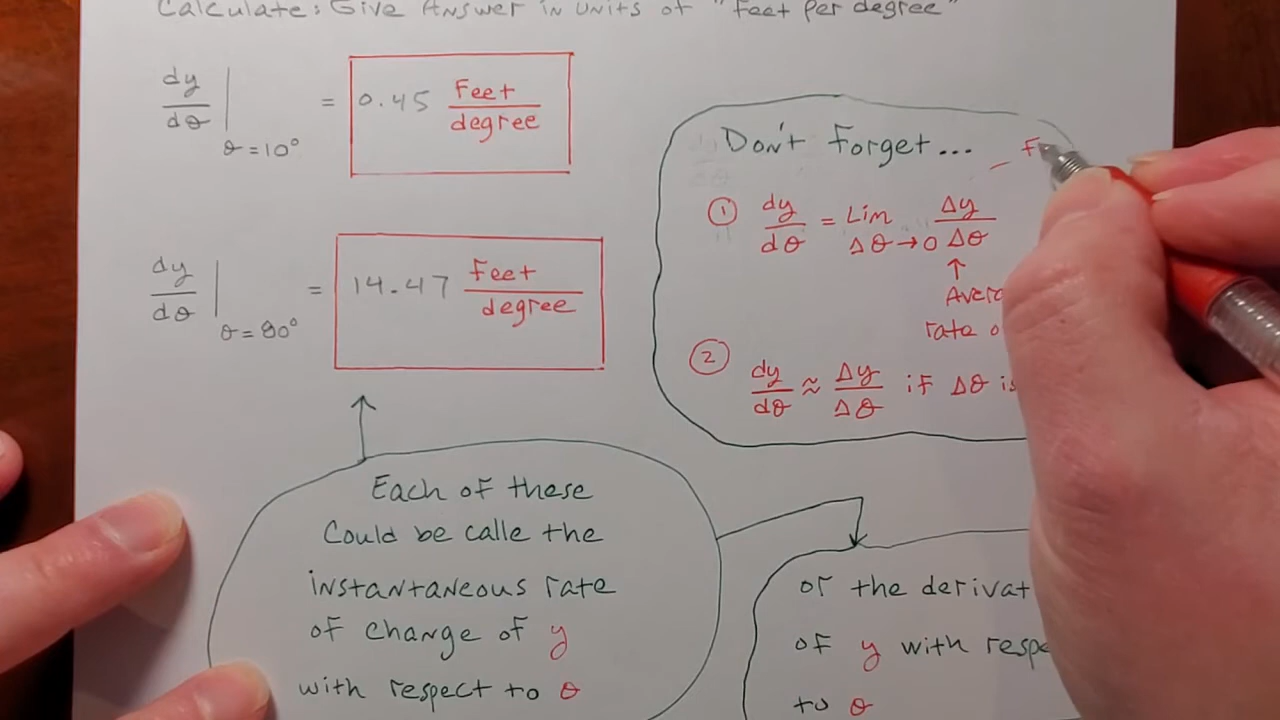 Calculate: Give Answer in units of "Feet per degree"
dy/dθ | θ=10° = 0.45 Feet/degree
dy/dθ | θ=80° = 14.47 Feet/degree
Don't Forget...
① dy/dθ = Lim Δθ→0 Δy/Δθ
↑
rate
② dy/dθ ≈ Δy/Δθ if Δθ is
Each of these
Could be calle the
instantaneous rate
of change of y
with respect to θ
or the
of y with
to θ